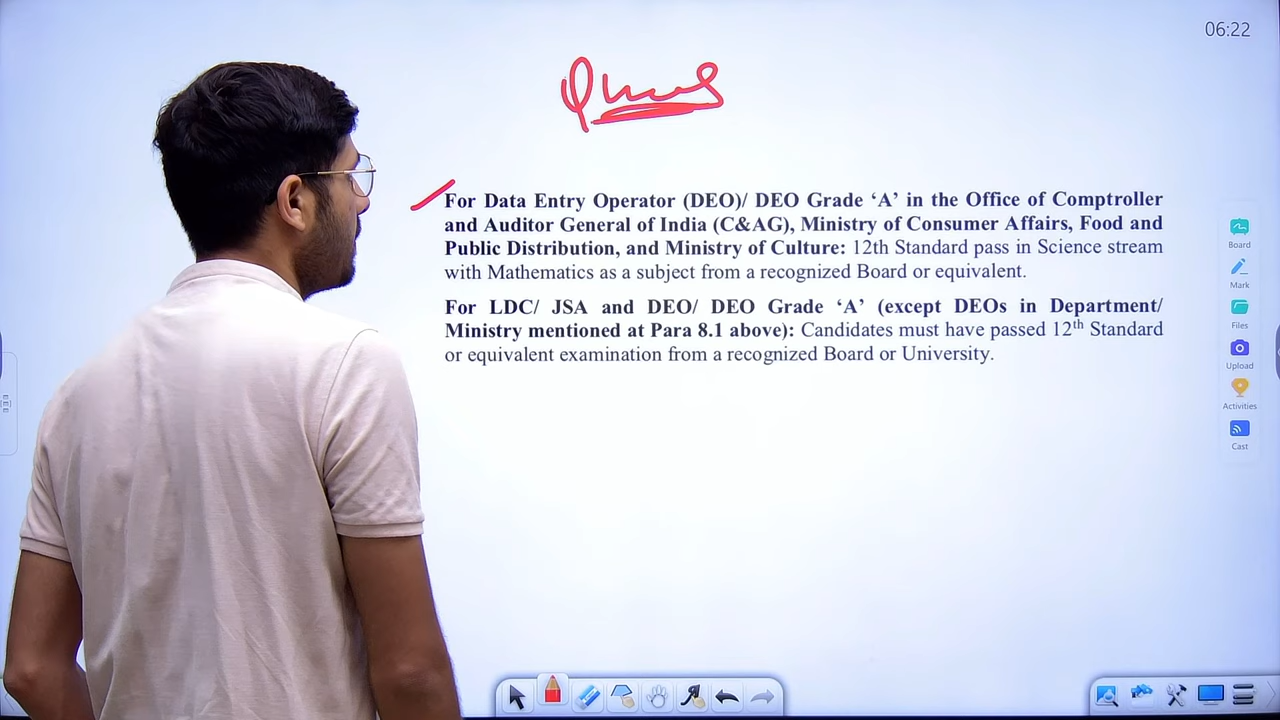 06:22
For Data Entry Operator (DEO)/ DEO Grade ‘A’ in the Office of Comptroller
and Auditor General of India (C&AG), Ministry of Consumer Affairs, Food and
Public Distribution, and Ministry of Culture: 12th Standard pass in Science stream
with Mathematics as a subject from a recognized Board or equivalent.
For LDC/ JSA and DEO/ DEO Grade ‘A’ (except DEOs in Department/
Ministry mentioned at Para 8.1 above): Candidates must have passed 12th Standard
or equivalent examination from a recognized Board or University.
Board
Mark
Files
Upload
Activities
Cast